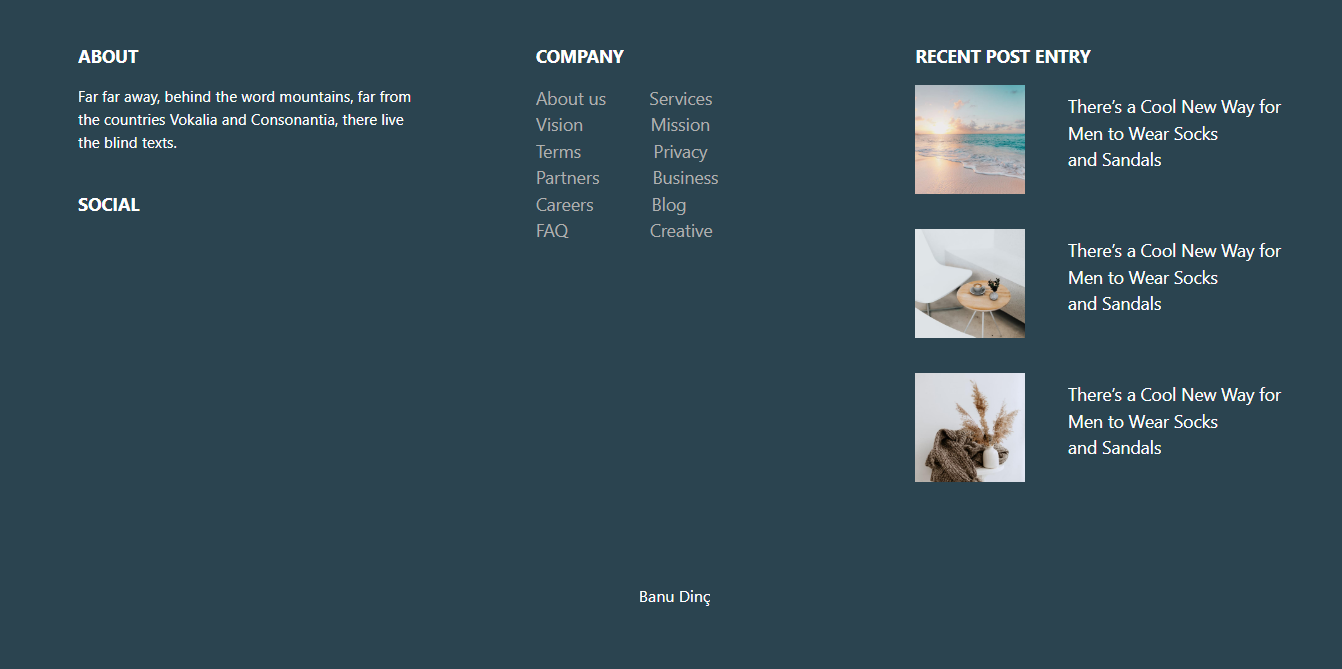 ABOUT
Far far away, behind the word mountains, far from
the countries Vokalia and Consonantia, there live
the blind texts.
SOCIAL
COMPANY
About us Services
Vision Mission
Terms Privacy
Partners Business
Careers Blog
FAQ Creative
RECENT POST ENTRY
There’s a Cool New Way for
Men to Wear Socks
and Sandals
There’s a Cool New Way for
Men to Wear Socks
and Sandals
There’s a Cool New Way for
Men to Wear Socks
and Sandals
Banu Dinç